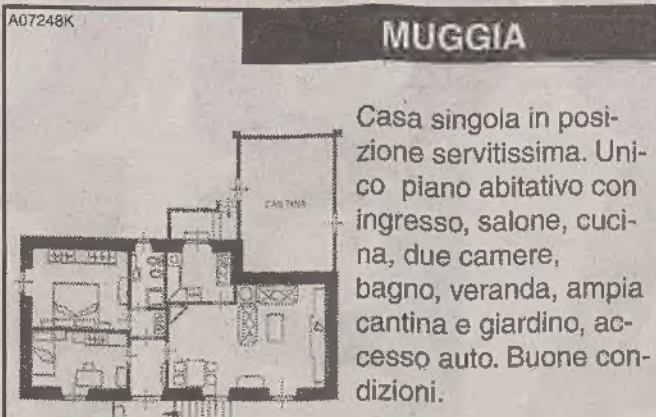 A07248K
MUGGIA
Casa singola in posi-
zione servitissima. Uni-
co piano abitativo con
ingresso, salone, cuci-
na, due camere,
bagno, veranda, ampia
cantina e giardino, ac-
cesso auto. Buone con-
dizioni.
CANTINA